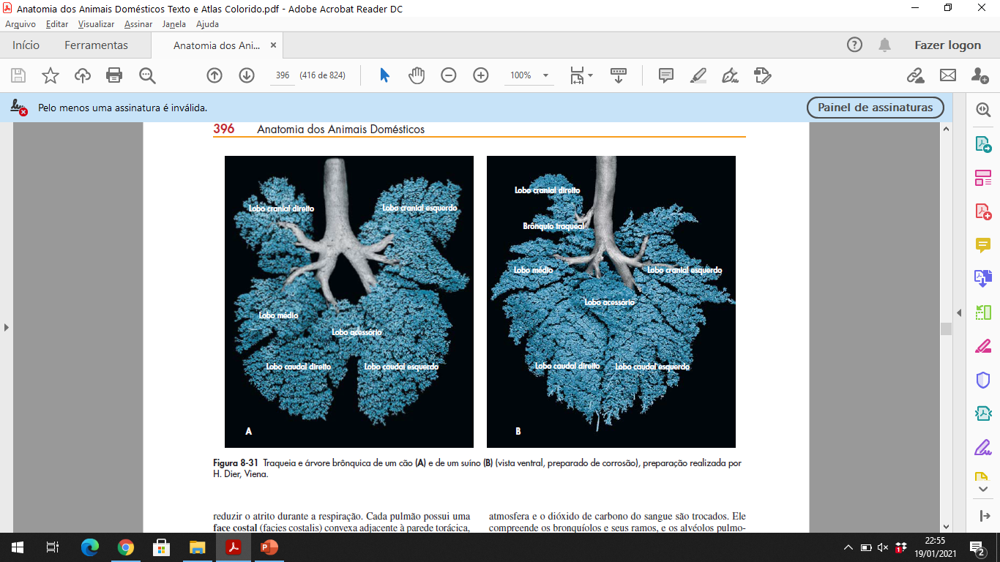 Anatomia dos Animais Domésticos Texto e Atlas Colorido.pdf - Adobe Acrobat Reader DC
Arquivo Editar Visualizar Assinar Janela Ajuda
Início Ferramentas Anatomia dos Ani... × Fazer logon
396 (416 de 824) 100%
Pelo menos uma assinatura é inválida. Painel de assinaturas
396 Anatomia dos Animais Domésticos
Lobo cranial direito
Lobo cranial esquerdo
Lobo médio
Lobo acessório
Lobo caudal direito
Lobo caudal esquerdo
A
Lobo cranial direito
Brônquio traqueal
Lobo médio
Lobo cranial esquerdo
Lobo acessório
Lobo caudal direito
Lobo caudal esquerdo
B
Figura 8-31 Traqueia e árvore brônquica de um cão (A) e de um suíno (B) (vista ventral, preparado de corrosão), preparação realizada por
H. Dier, Viena.
reduzir o atrito durante a respiração. Cada pulmão possui uma
face costal (facies costalis) convexa adjacente à parede torácica,
atmosfera e o dióxido de carbono do sangue são trocados. Ele
compreende os bronquíolos e seus ramos, e os alvéolos pulmo-
22:55
19/01/2021
1
2